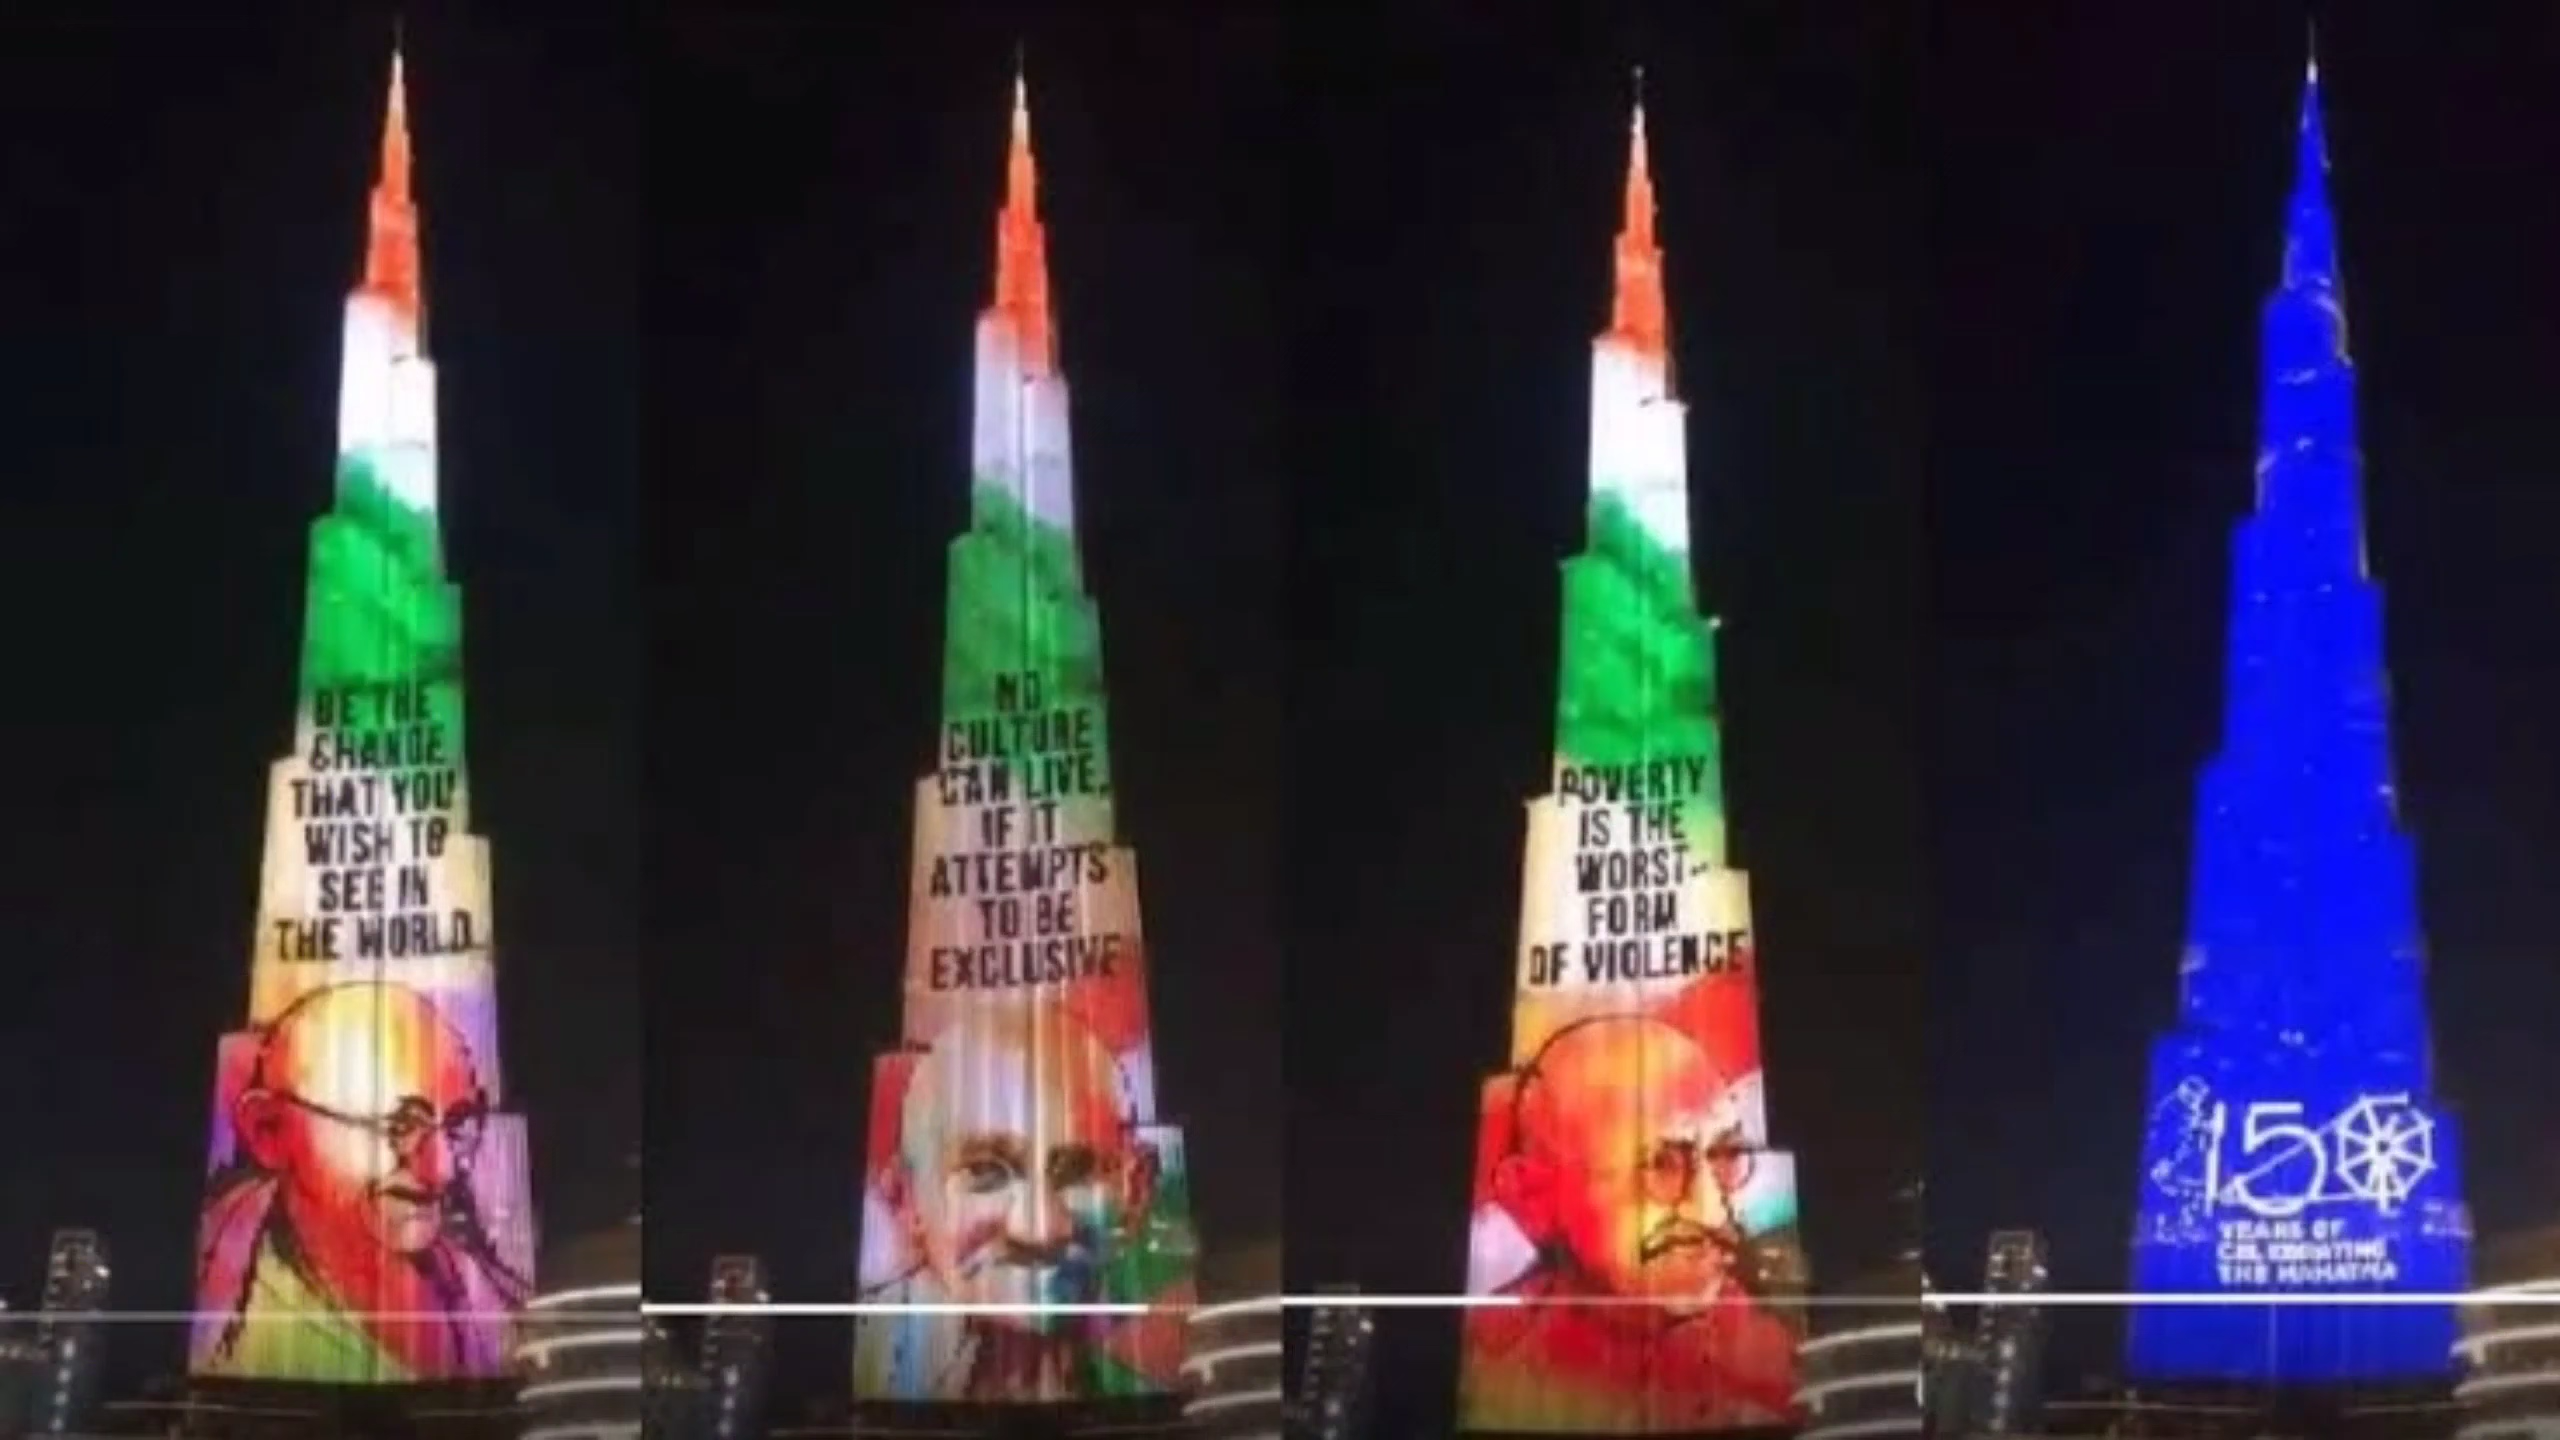 BE THE
CHANGE
THAT YOU
WISH TO
SEE IN
THE WORLD
NO
CULTURE
CAN LIVE,
IF IT
ATTEMPTS
TO BE
EXCLUSIVE
POVERTY
IS THE
WORST
FORM
OF VIOLENCE
150
YEARS OF
CELEBRATING
THE MAHATMA